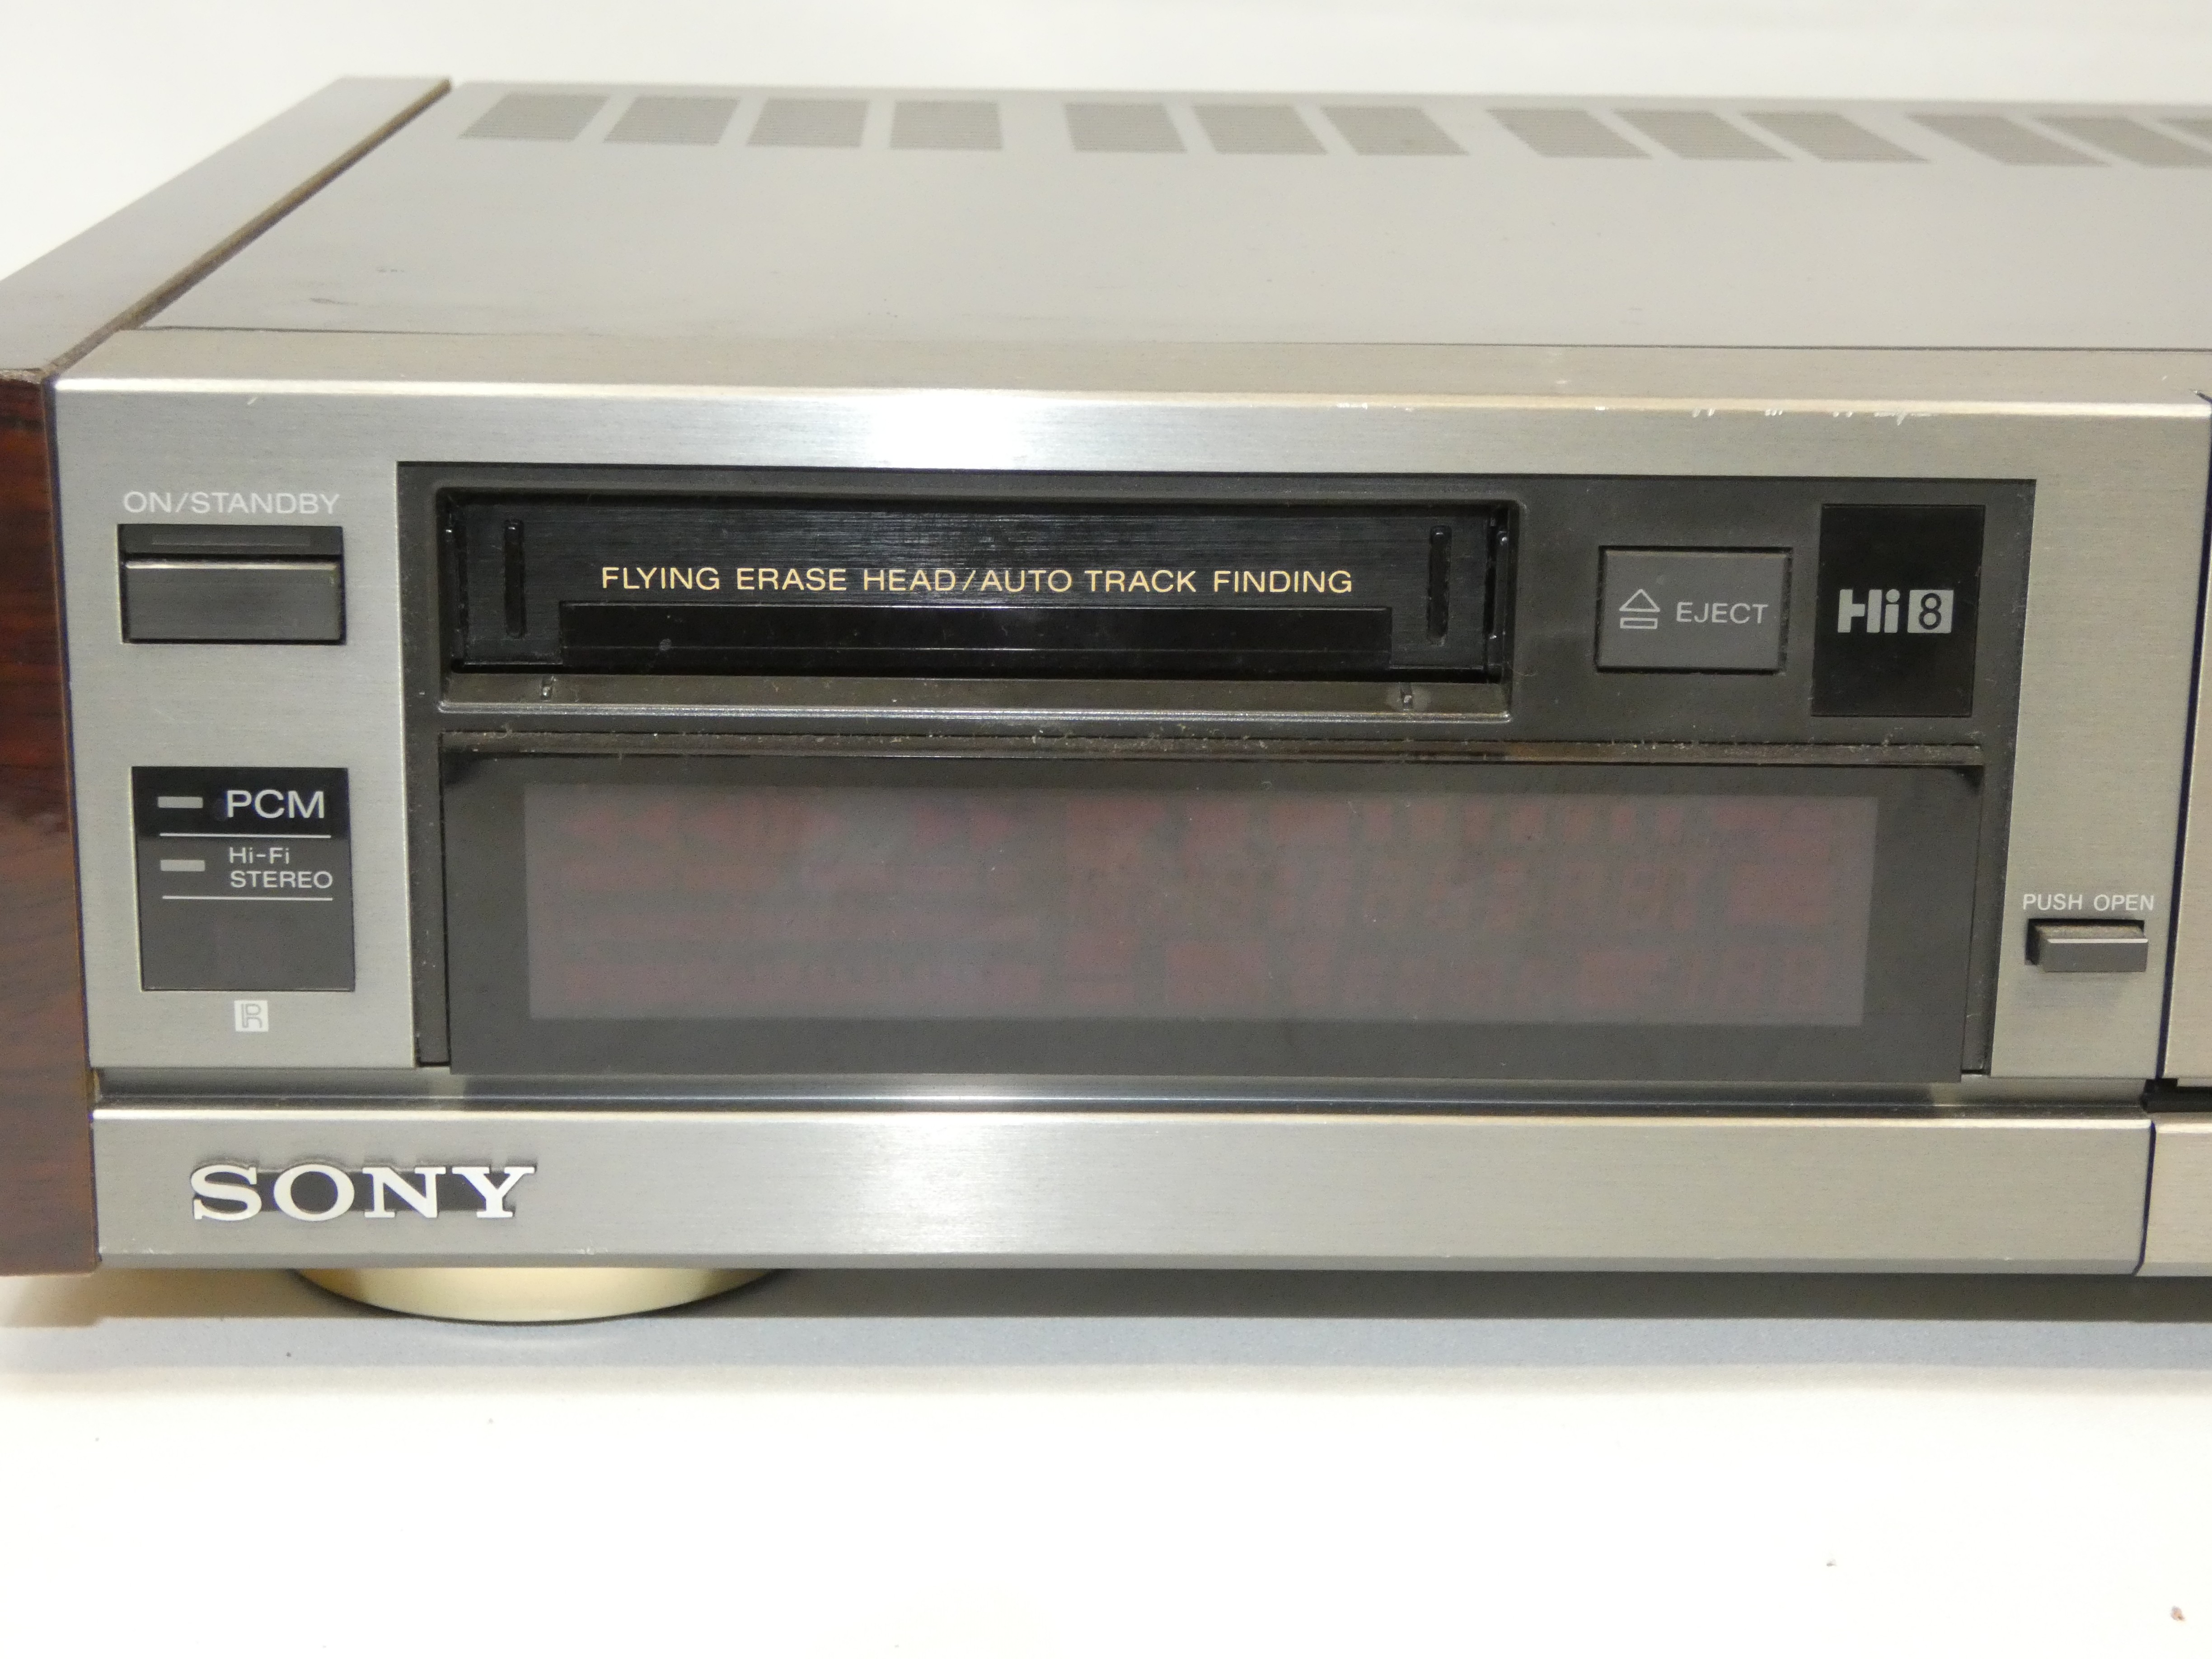 ON/STANDBY
FLYING ERASE HEAD/AUTO TRACK FINDING
EJECT
Hi8
PCM
Hi-Fi
STEREO
R
PUSH OPEN
SONY